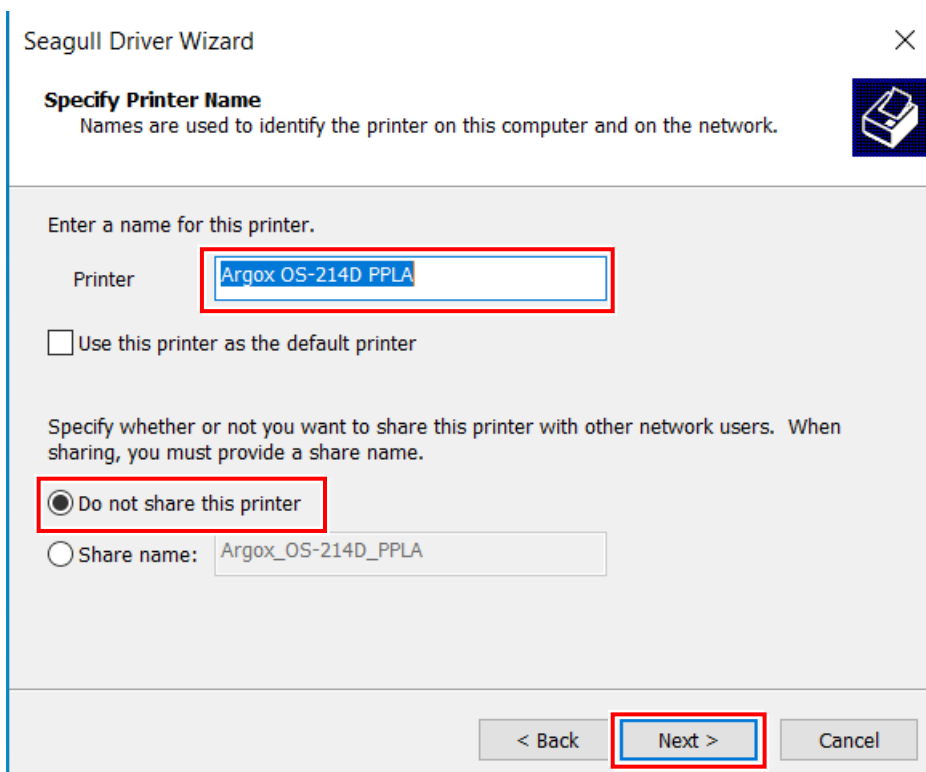 Seagull Driver Wizard
Specify Printer Name
Names are used to identify the printer on this computer and on the network.
Enter a name for this printer.
Printer
Argox OS-214D PPLA
Use this printer as the default printer
Specify whether or not you want to share this printer with other network users.  When
sharing, you must provide a share name.
Do not share this printer
Share name:
Argox_OS-214D_PPLA
< Back
Next >
Cancel